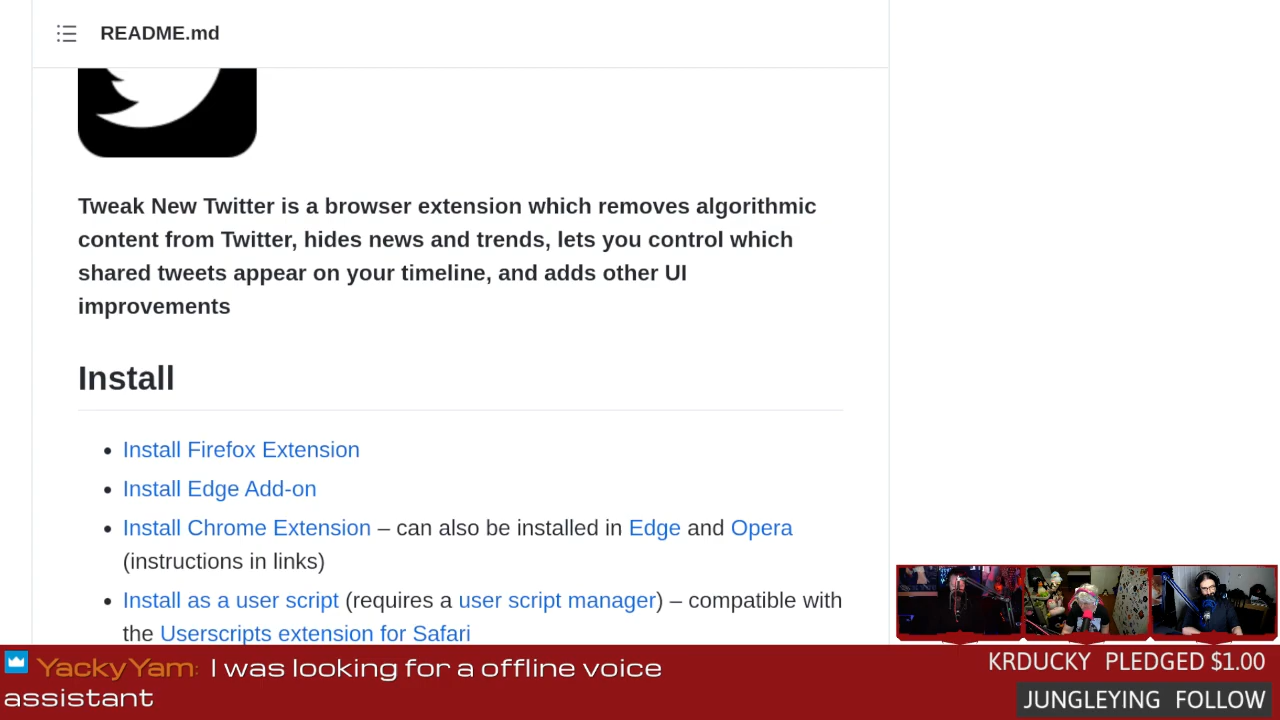 README.md
Tweak New Twitter is a browser extension which removes algorithmic
content from Twitter, hides news and trends, lets you control which
shared tweets appear on your timeline, and adds other UI
improvements
Install
• Install Firefox Extension
• Install Edge Add-on
• Install Chrome Extension – can also be installed in Edge and Opera
(instructions in links)
• Install as a user script (requires a user script manager) – compatible with
the Userscripts extension for Safari
YackyYam: I was looking for a offline voice
assistant
KRDUCKY PLEDGED $1.00
JUNGLEYING FOLLOW